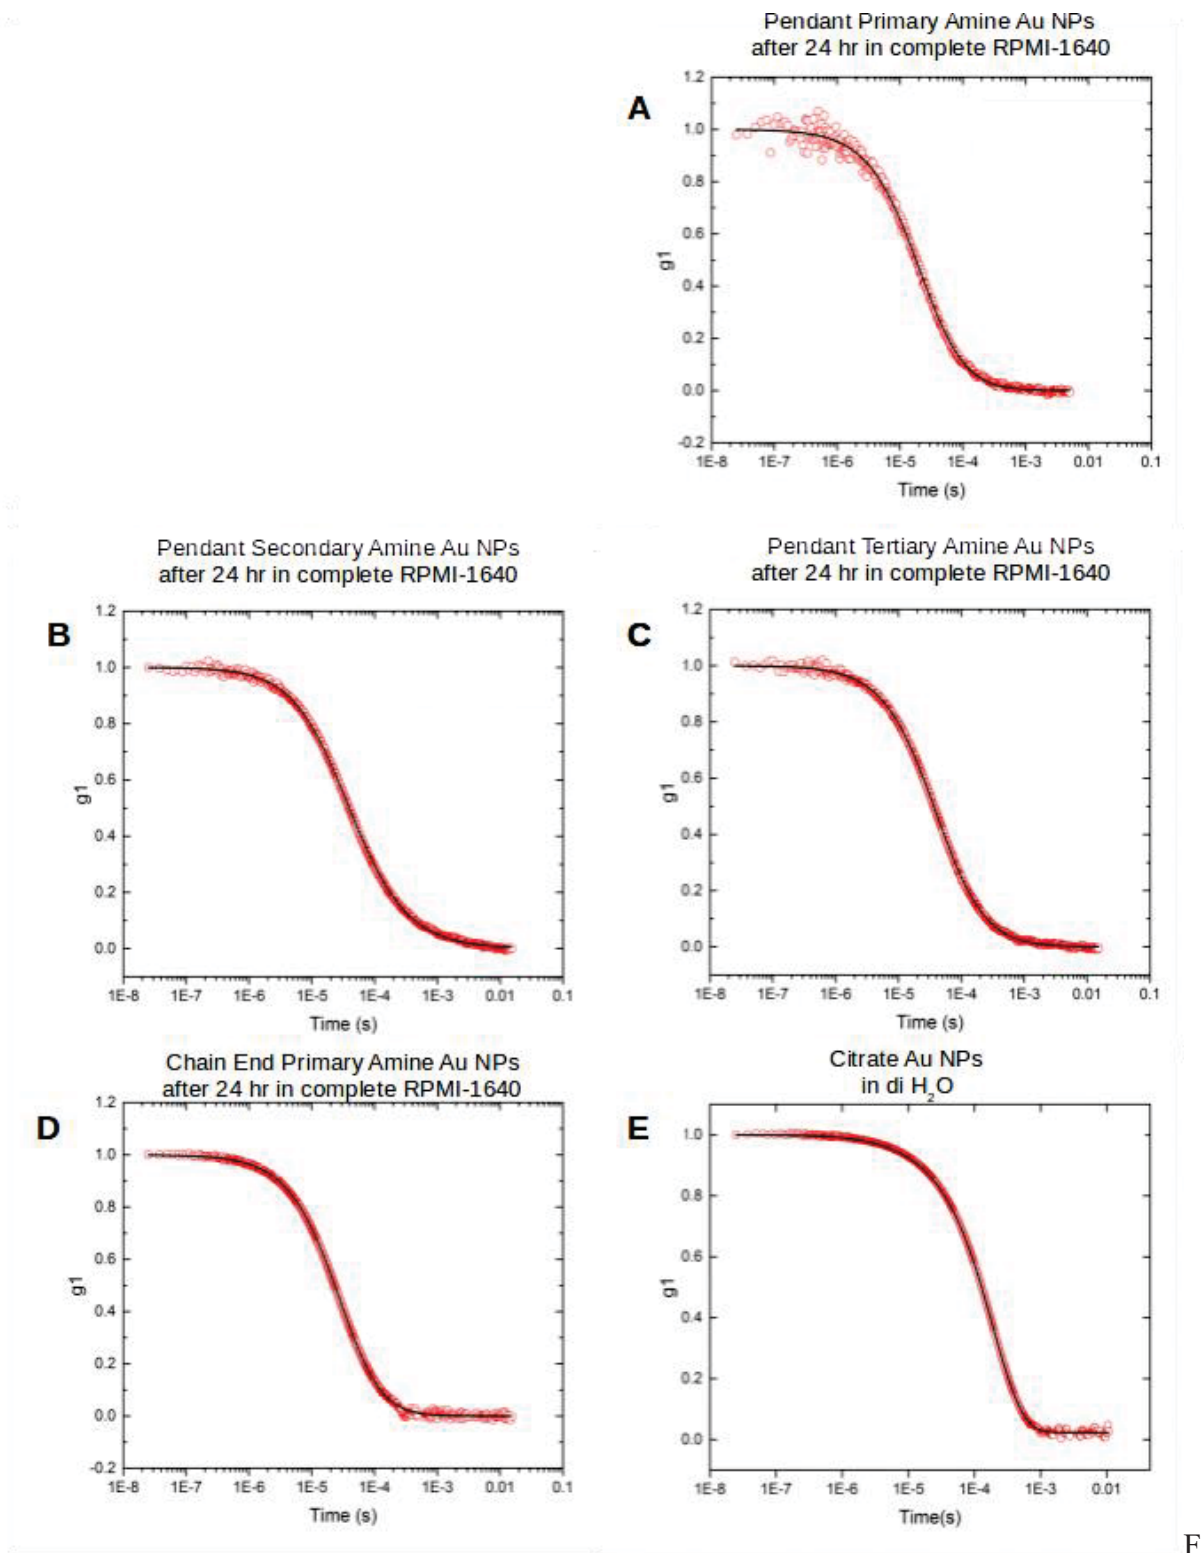 Pendant Primary Amine Au NPs
after 24 hr in complete RPMI-1640
A
1.2
1.0
0.8
0.6
0.4
0.2
0.0
-0.2
g1
1E-8 1E-7 1E-6 1E-5 1E-4 1E-3 0.01 0.1
Time (s)
Pendant Secondary Amine Au NPs
after 24 hr in complete RPMI-1640
B
1.2
1.0
0.8
0.6
0.4
0.2
0.0
g1
1E-8 1E-7 1E-6 1E-5 1E-4 1E-3 0.01 0.1
Time (s)
Pendant Tertiary Amine Au NPs
after 24 hr in complete RPMI-1640
C
1.2
1.0
0.8
0.6
0.4
0.2
0.0
g1
1E-8 1E-7 1E-6 1E-5 1E-4 1E-3 0.01 0.1
Time (s)
Chain End Primary Amine Au NPs
after 24 hr in complete RPMI-1640
D
1.2
1.0
0.8
0.6
0.4
0.2
0.0
-0.2
g1
1E-8 1E-7 1E-6 1E-5 1E-4 1E-3 0.01 0.1
Time (s)
Citrate Au NPs
in di H₂O
E
1.0
0.8
0.6
0.4
0.2
0.0
g1
1E-8 1E-7 1E-6 1E-5 1E-4 1E-3 0.01
Time(s)